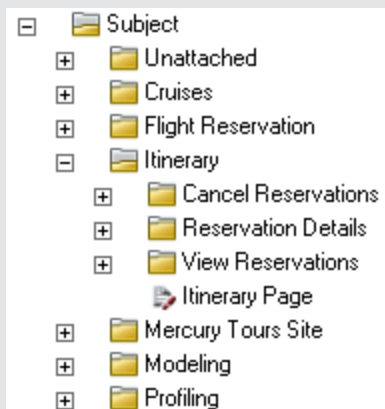 Subject
Unattached
Cruises
Flight Reservation
Itinerary
Cancel Reservations
Reservation Details
View Reservations
Itinerary Page
Mercury Tours Site
Modeling
Profiling